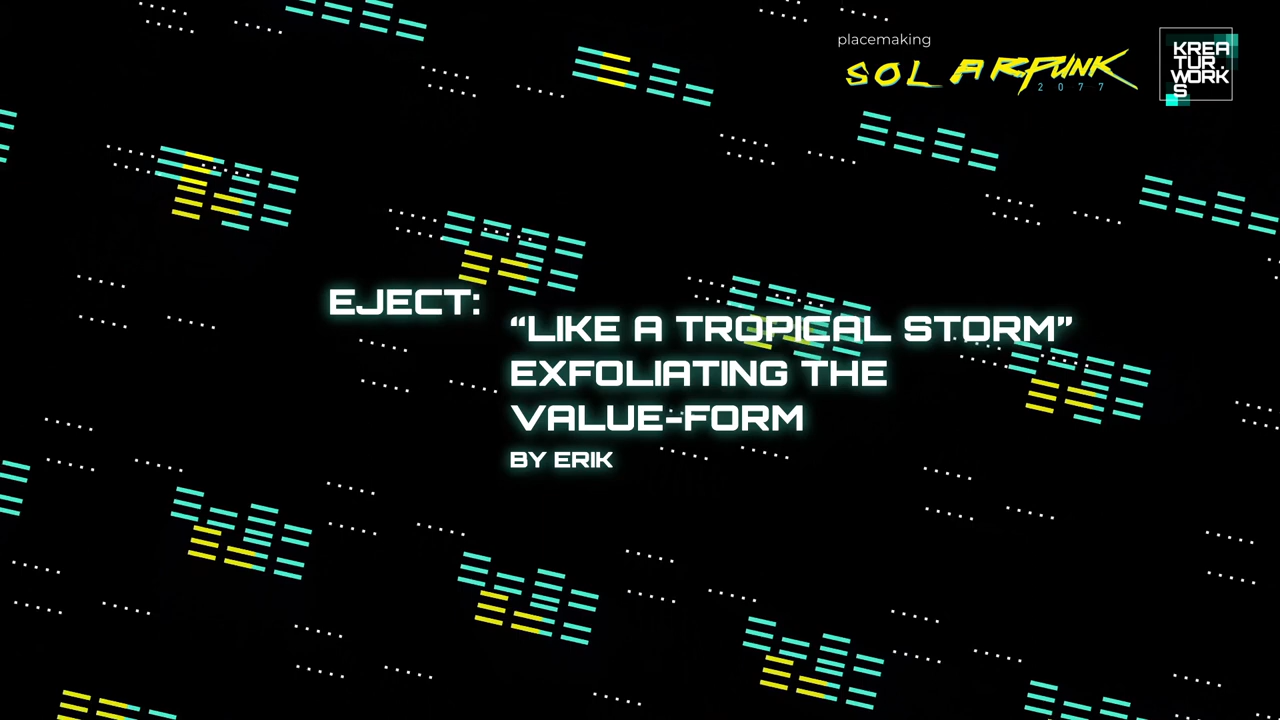 placemaking
SOLARPUNK
2077
KREA
TUR
WORK
S
EJECT:
“LIKE A TROPICAL STORM”
EXFOLIATING THE
VALUE-FORM
BY ERIK